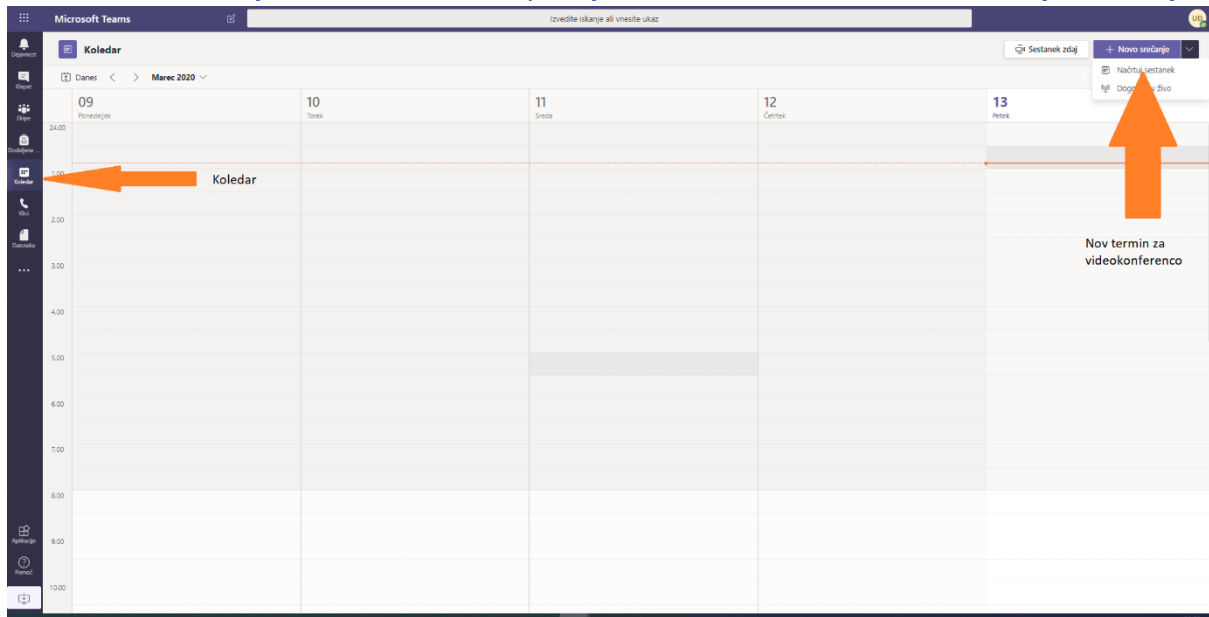 Microsoft Teams
Izvedite iskanje ali vnesite ukaz
UD
Dejavnost
Klepet
Ekipe
Dodeljene ...
Koledar
Klici
Datoteke
Aplikacije
Pomoč
Koledar
Sestanek zdaj
+ Novo srečanje
Načrtuj sestanek
v živo
Danes
Marec 2020
09
Ponedeljek
10
Torek
11
Sreda
12
Četrtek
13
Petek
24.00
1.00
2.00
3.00
4.00
5.00
6.00
7.00
8.00
9.00
10.00
Koledar
Nov termin za
videokonferenco